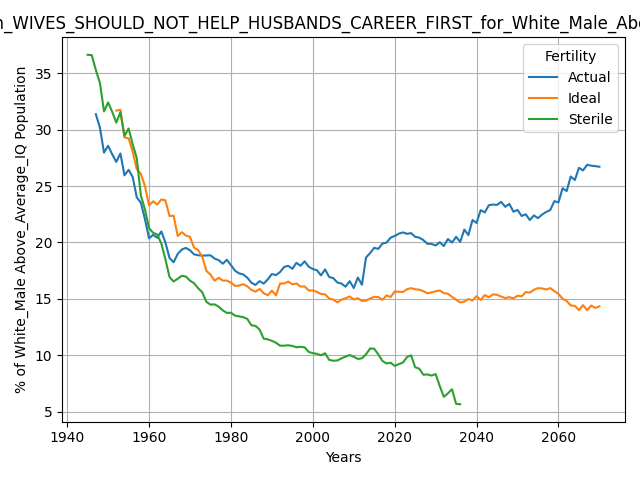 _WIVES_SHOULD_NOT_HELP_HUSBANDS_CAREER_FIRST_for_White_Male_Abo
Fertility
Actual
Ideal
Sterile
% of White_Male Above_Average_IQ Population
35
30
25
20
15
10
5
1940
1960
1980
2000
2020
2040
2060
Years